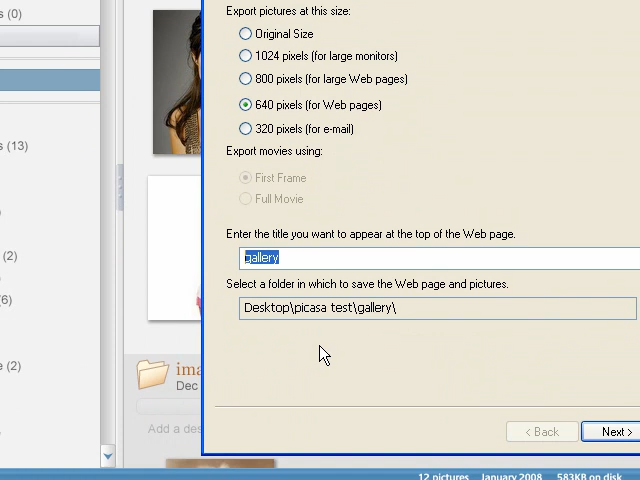 s (0)
s (13)
(2)
(6)
e (2)
Export pictures at this size:
Original Size
1024 pixels (for large monitors)
800 pixels (for large Web pages)
640 pixels (for Web pages)
320 pixels (for e-mail)
Export movies using:
First Frame
Full Movie
Enter the title you want to appear at the top of the Web page.
gallery
Select a folder in which to save the Web page and pictures.
Desktop\picasa test\gallery\
ima
Dec
Add a des
< Back
Next >
12 pictures January 2008 583KB on disk